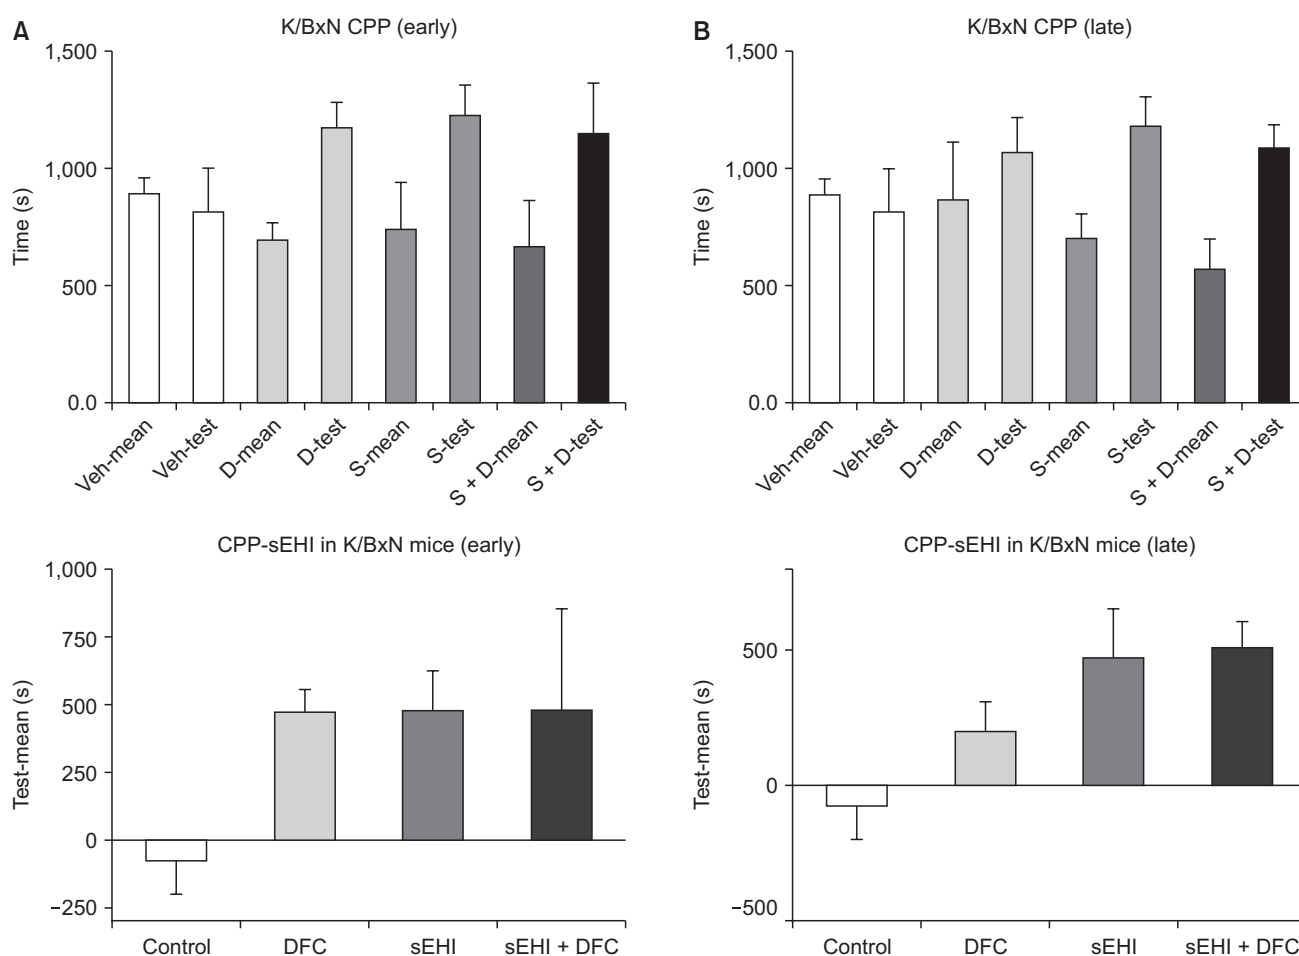 A
K/BxN CPP (early)
1,500
1,000
500
0.0
Time (s)
Veh-mean
Veh-test
D-mean
D-test
S-mean
S-test
S + D-mean
S + D-test
CPP-sEHI in K/BxN mice (early)
1,000
750
500
250
0
−250
Test-mean (s)
Control
DFC
sEHI
sEHI + DFC
B
K/BxN CPP (late)
1,500
1,000
500
0.0
Time (s)
Veh-mean
Veh-test
D-mean
D-test
S-mean
S-test
S + D-mean
S + D-test
CPP-sEHI in K/BxN mice (late)
500
0
−500
Test-mean (s)
Control
DFC
sEHI
sEHI + DFC